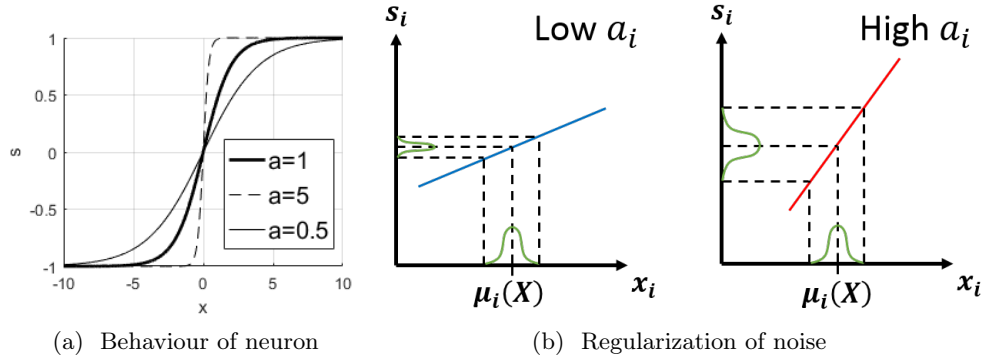 1
0.5
0
-0.5
-1
s
-10
-5
0
5
10
x
a=1
a=5
a=0.5
(a) Behaviour of neuron
s_i
Low a_i
μ_i(X)
x_i
s_i
High a_i
μ_i(X)
x_i
(b) Regularization of noise